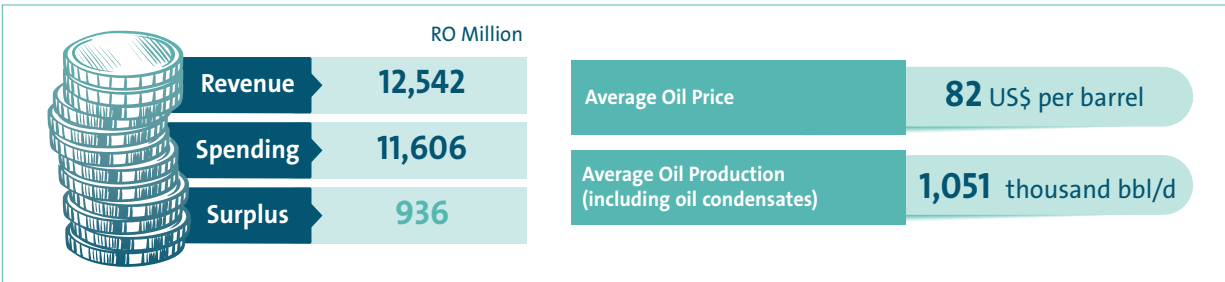 RO Million
Revenue 12,542
Spending 11,606
Surplus 936
Average Oil Price 82 US$ per barrel
Average Oil Production
(including oil condensates)
1,051 thousand bbl/d